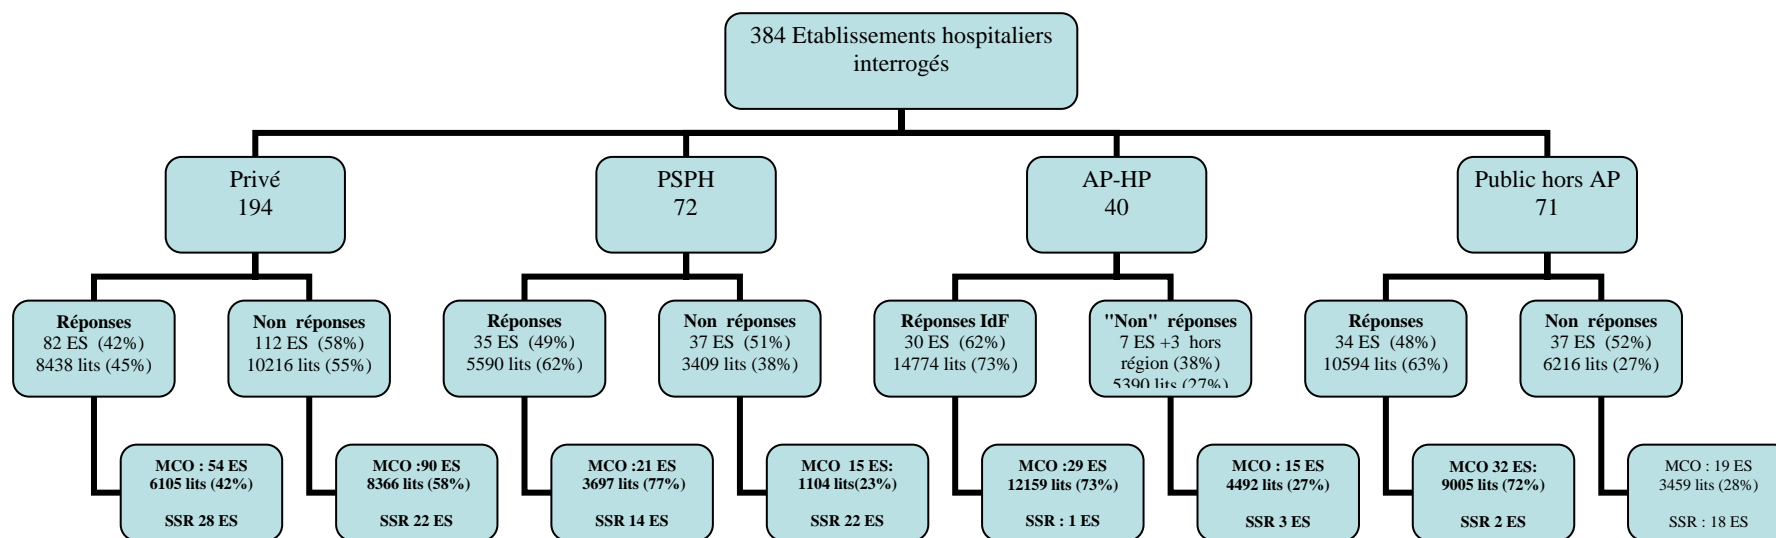 384 Etablissements hospitaliers
interrogés
Privé
194
PSPH
72
AP-HP
40
Public hors AP
71
Réponses
82 ES (42%)
8438 lits (45%)
Non réponses
112 ES (58%)
10216 lits (55%)
Réponses
35 ES (49%)
5590 lits (62%)
Non réponses
37 ES (51%)
3409 lits (38%)
Réponses IdF
30 ES (62%)
14774 lits (73%)
"Non" réponses
7 ES +3 hors
région (38%)
5390 lits (27%)
Réponses
34 ES (48%)
10594 lits (63%)
Non réponses
37 ES (52%)
6216 lits (27%)
MCO : 54 ES
6105 lits (42%)
SSR 28 ES
MCO :90 ES
8366 lits (58%)
SSR 22 ES
MCO :21 ES
3697 lits (77%)
SSR 14 ES
MCO 15 ES:
1104 lits(23%)
SSR 22 ES
MCO :29 ES
12159 lits (73%)
SSR : 1 ES
MCO : 15 ES
4492 lits (27%)
SSR 3 ES
MCO 32 ES:
9005 lits (72%)
SSR 2 ES
MCO : 19 ES
3459 lits (28%)
SSR : 18 ES